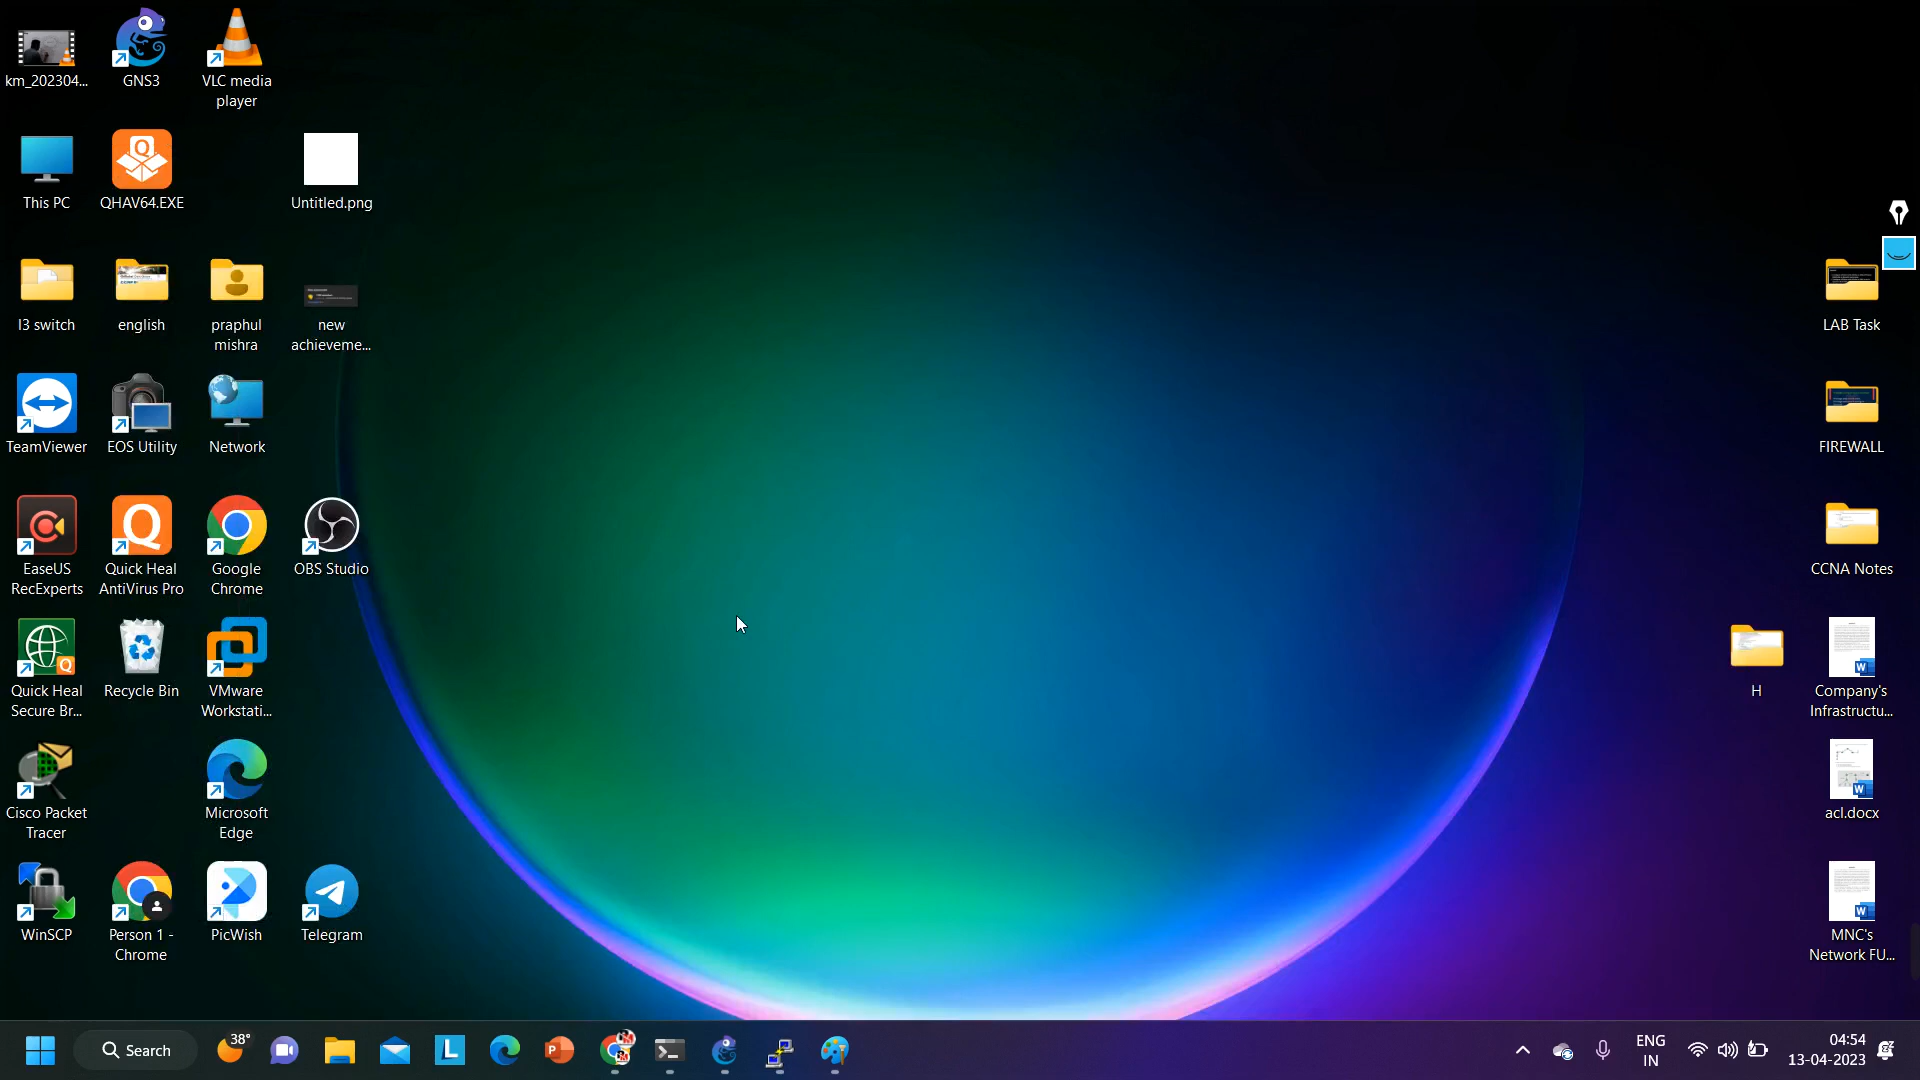 km_202304...
GNS3
VLC media
player
This PC
QHAV64.EXE
Untitled.png
l3 switch
english
praphul
mishra
new
achieveme...
LAB Task
TeamViewer
EOS Utility
Network
FIREWALL
EaseUS
RecExperts
Quick Heal
AntiVirus Pro
Google
Chrome
OBS Studio
CCNA Notes
Quick Heal
Secure Br...
Recycle Bin
VMware
Workstati...
H
Company's
Infrastructu...
Cisco Packet
Tracer
Microsoft
Edge
acl.docx
WinSCP
Person 1 -
Chrome
PicWish
Telegram
MNC's
Network FU...
Search
38°
ENG
IN
04:54
13-04-2023